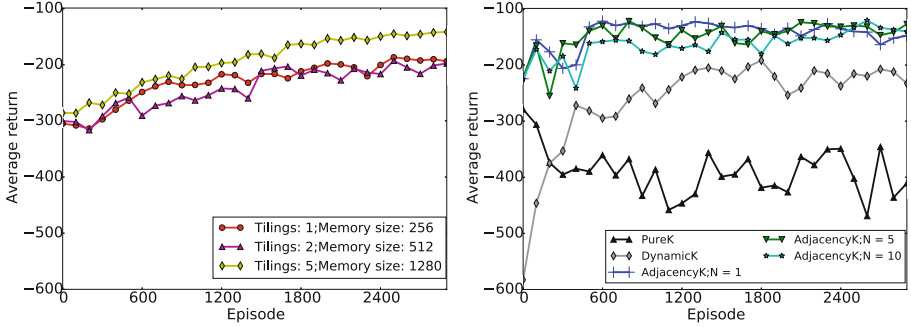 −100
−200
−300
−400
−500
−600
Average return
0
600
1200
1800
2400
Episode
Tilings: 1;Memory size: 256
Tilings: 2;Memory size: 512
Tilings: 5;Memory size: 1280
−100
−200
−300
−400
−500
−600
Average return
0
600
1200
1800
2400
Episode
PureK
DynamicK
AdjacencyK;N = 1
AdjacencyK;N = 5
AdjacencyK;N = 10